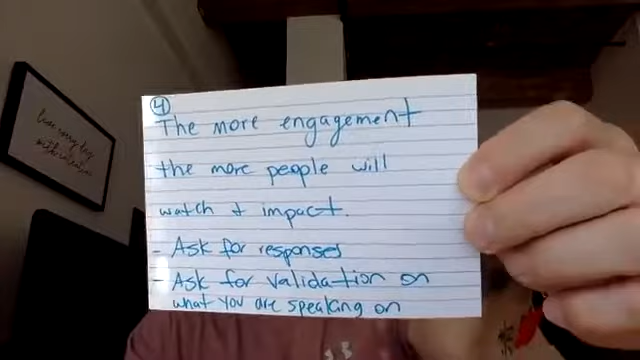 4
The more engagement
the more people will
watch & impact.
- Ask for responses
- Ask for validation on
what you are speaking on